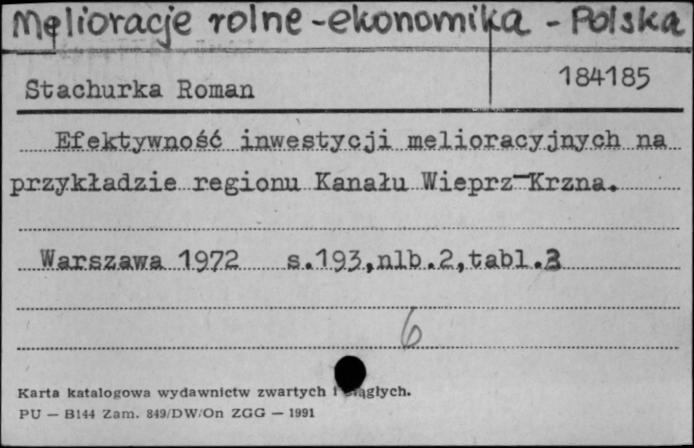 Melioracje rolne - ekonomika - Polska
Stachurka Roman
184185
Efektywność inwestycji melioracyjnych na
przykładzie regionu Kanału Wieprz-Krzna.
Warszawa 1972 s.193,nlb.2,tabl.3
6
Karta katalogowa wydawnictw zwartych i ciągłych.
PU — B144 Zam. 849/DW/On ZGG — 1991